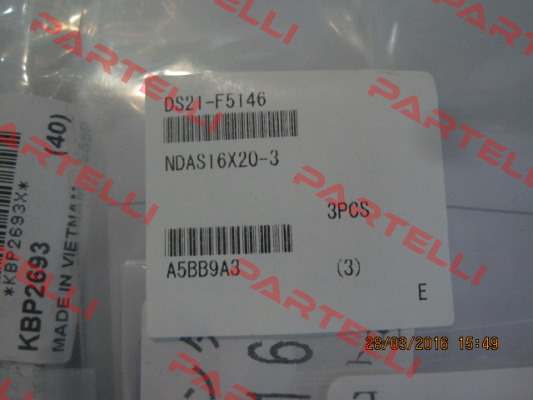 DS21-F5146
NDAS16X20-3
3PCS
A5BB9A3
(3)
E
(40)
*KBP2693X*
KBP2693
MADE IN VIETNAM
28/03/2016 15:49
PARTELLI
PARTELLI
PARTELLI
PARTELLI
PARTELLI
PARTELLI